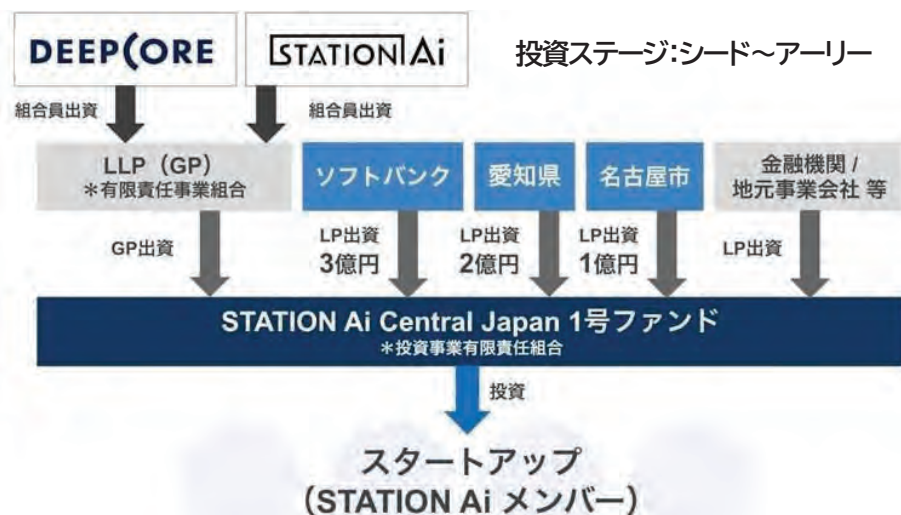 DEEPCORE
STATION Ai
投資ステージ:シード～アーリー
組合員出資
組合員出資
LLP（GP）
＊有限責任事業組合
ソフトバンク
愛知県
名古屋市
金融機関 /
地元事業会社 等
GP出資
LP出資
3億円
LP出資
2億円
LP出資
1億円
LP出資
STATION Ai Central Japan 1号ファンド
＊投資事業有限責任組合
投資
スタートアップ
（STATION Ai メンバー）